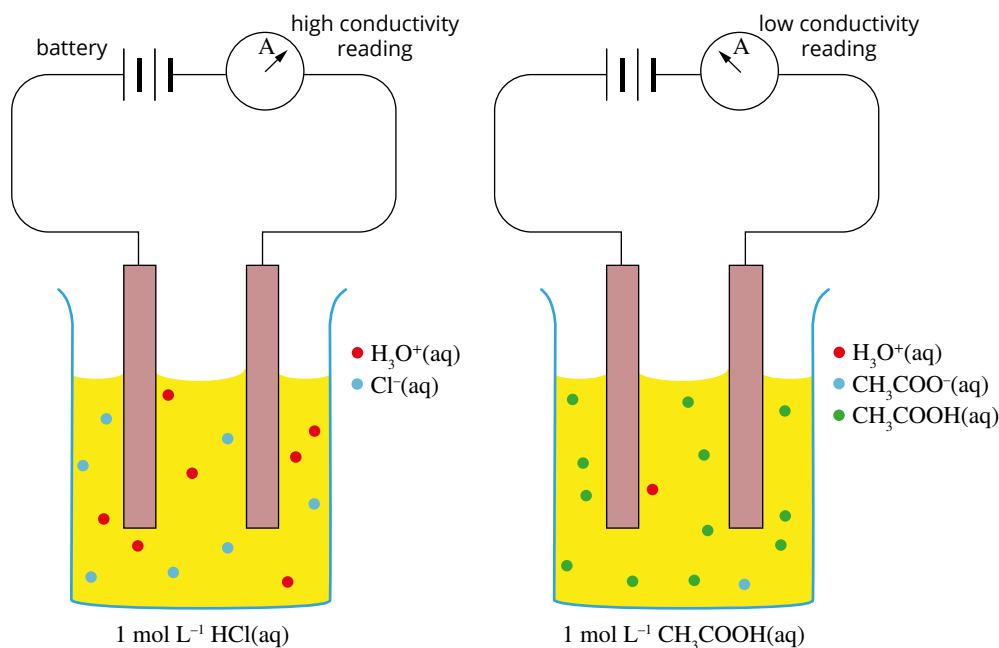 battery
high conductivity
reading
A
H₃O⁺(aq)
Cl⁻(aq)
1 mol L⁻¹ HCl(aq)
low conductivity
reading
A
H₃O⁺(aq)
CH₃COO⁻(aq)
CH₃COOH(aq)
1 mol L⁻¹ CH₃COOH(aq)